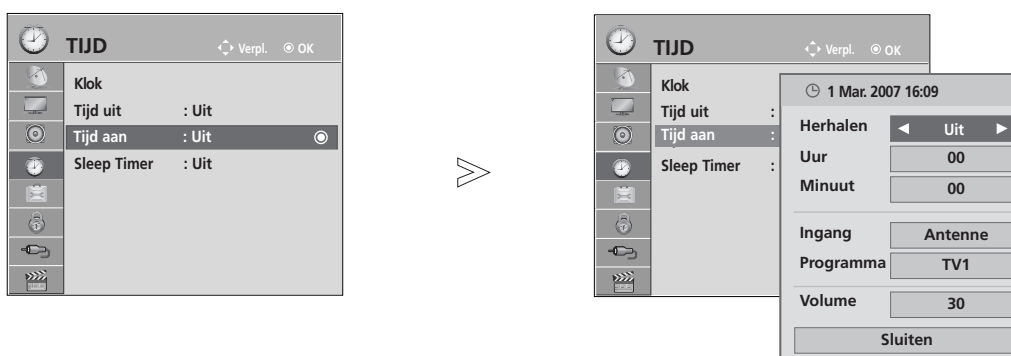 TIJD Verpl. OK
Klok
Tijd uit : Uit
Tijd aan : Uit
Sleep Timer : Uit
TIJD Verpl. OK
Klok
Tijd uit :
Tijd aan :
Sleep Timer :
1 Mar. 2007 16:09
Herhalen Uit
Uur 00
Minuut 00
Ingang Antenne
Programma TV1
Volume 30
Sluiten